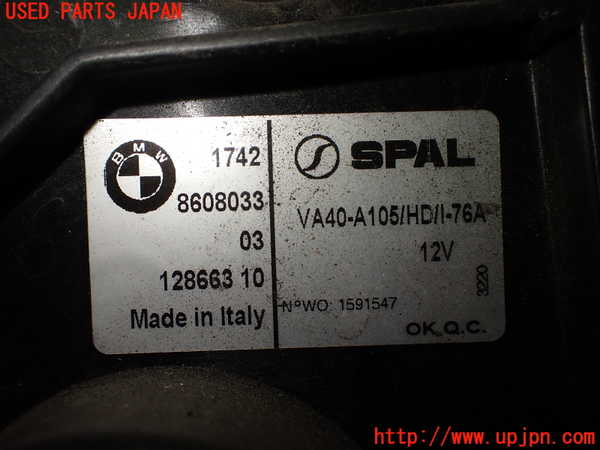 USED PARTS JAPAN
BMW
1742
8608033
03
128663 10
Made in Italy
SPAL
VA40-A105/HD/I-76A
12V
3220
N°WO: 1591547
OK Q.C.
http://www.upjpn.com/